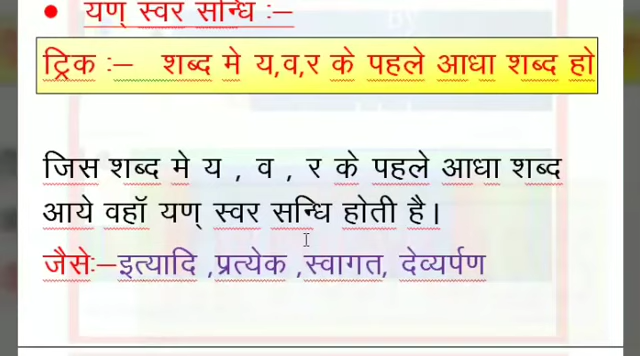 • यण् स्वर सन्धि :–
ट्रिक :– शब्द मे य,व,र के पहले आधा शब्द हो
जिस शब्द मे य , व , र के पहले आधा शब्द
आये वहॉ यण् स्वर सन्धि होती है।
जैसेः–इत्यादि ,प्रत्येक ,स्वागत, देव्यर्पण